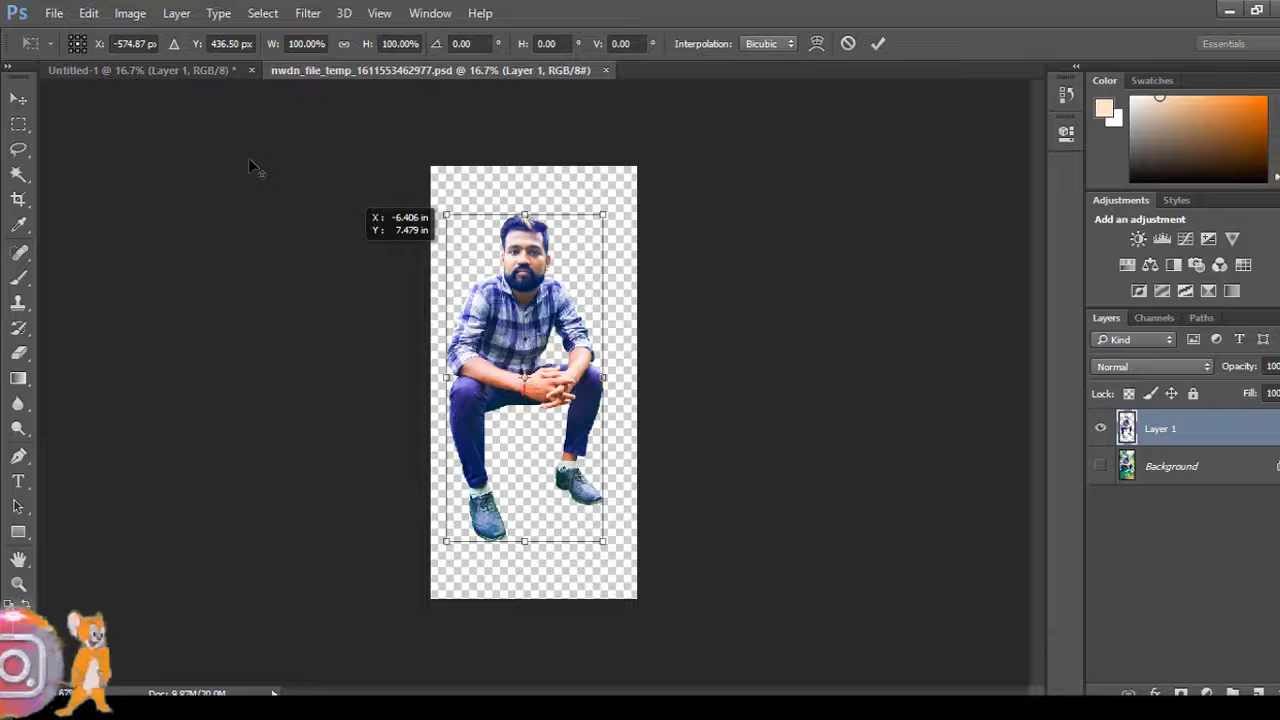 Ps File Edit Image Layer Type Select Filter 3D View Window Help
X: -574.87 px Y: 436.50 px W: 100.00% H: 100.00% 0.00 ° H: 0.00 ° V: 0.00 ° Interpolation: Bicubic Essentials
Untitled-1 @ 16.7% (Layer 1, RGB/8) * × nwdn_file_temp_1611553462977.psd @ 16.7% (Layer 1, RGB/8#) ×
Color Swatches
Adjustments Styles
Add an adjustment
X: -6.406 in
Y: 7.479 in
Layers Channels Paths
Kind
Normal Opacity: 100
Lock: Fill: 100
Layer 1
Background
Doc: 9.87M/20.0M